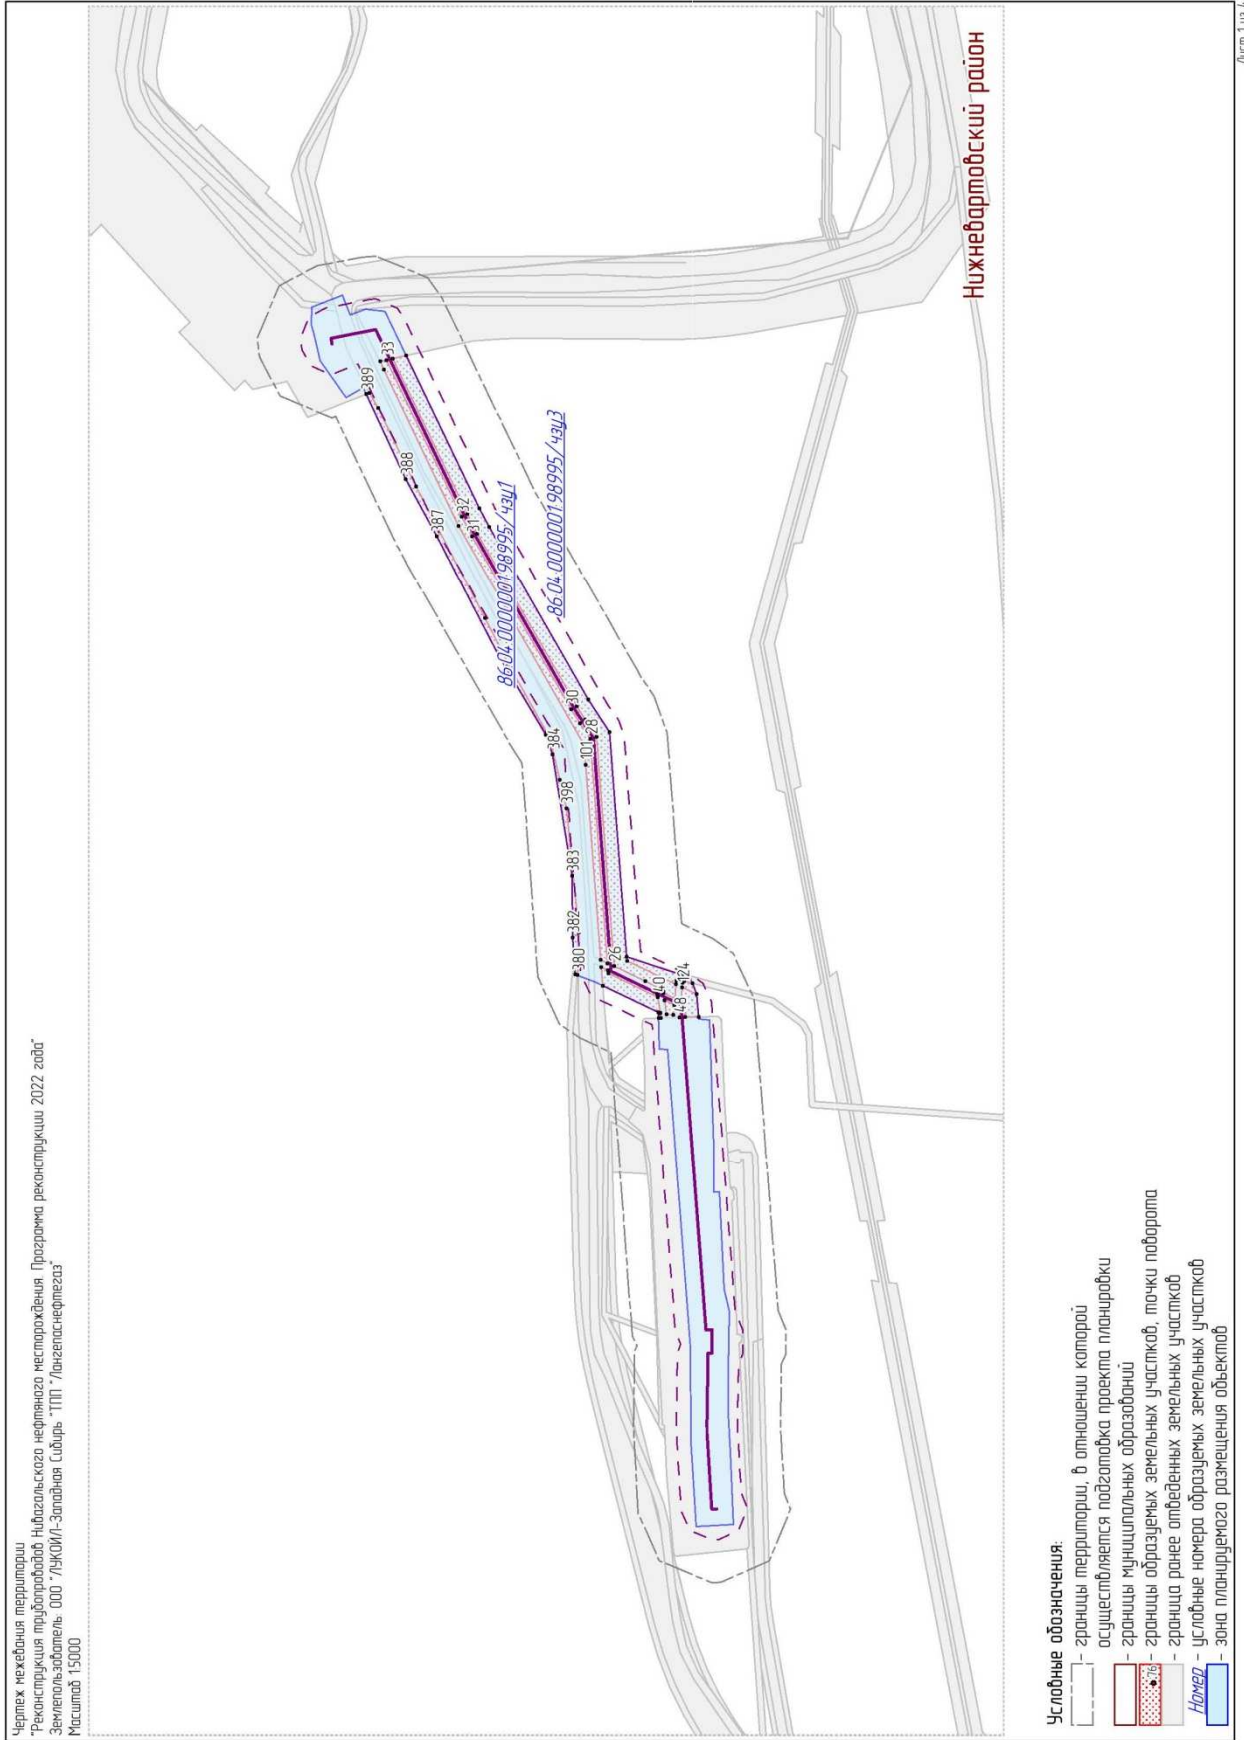 Чертеж межевания территории
"Реконструкция трубопроводов Нивагальского нефтяного месторождения. Программа реконструкции 2022 года"
Землепользователь: ООО "ЛУКОЙЛ-Западная Сибирь "ТПП "Лангепаснефтегаз"
Масштаб 1:5000
Нижневартовский район
86:04:0000001:98995/чзу1
86:04:0000001:98995/чзу3
33
389
388
387
32
31
30
28
101
384
398
383
382
380
26
40
124
48
Условные обозначения:
- границы территории, в отношении которой
осуществляется подготовка проекта планировки
- границы муниципальных образований
76 - границы образуемых земельных участков, точки поворота
- граница ранее отведенных земельных участков
Номер - условные номера образуемых земельных участков
- зона планируемого размещения объектов